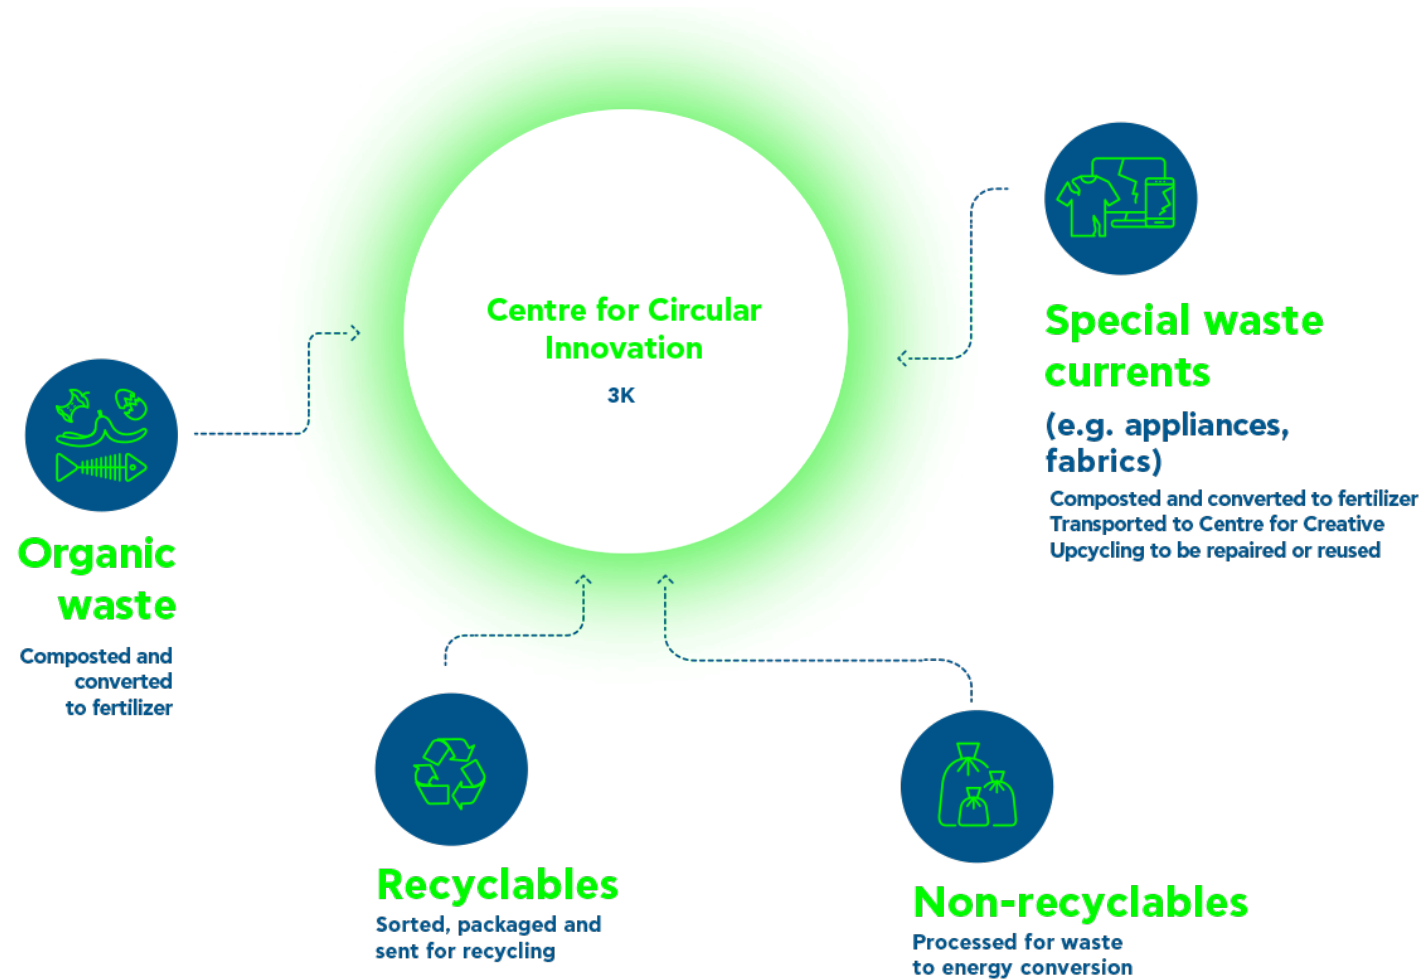 Centre for Circular
Innovation
3K
Special waste
currents
(e.g. appliances,
fabrics)
Composted and converted to fertilizer
Transported to Centre for Creative
Upcycling to be repaired or reused
Organic
waste
Composted and
converted
to fertilizer
Recyclables
Sorted, packaged and
sent for recycling
Non-recyclables
Processed for waste
to energy conversion